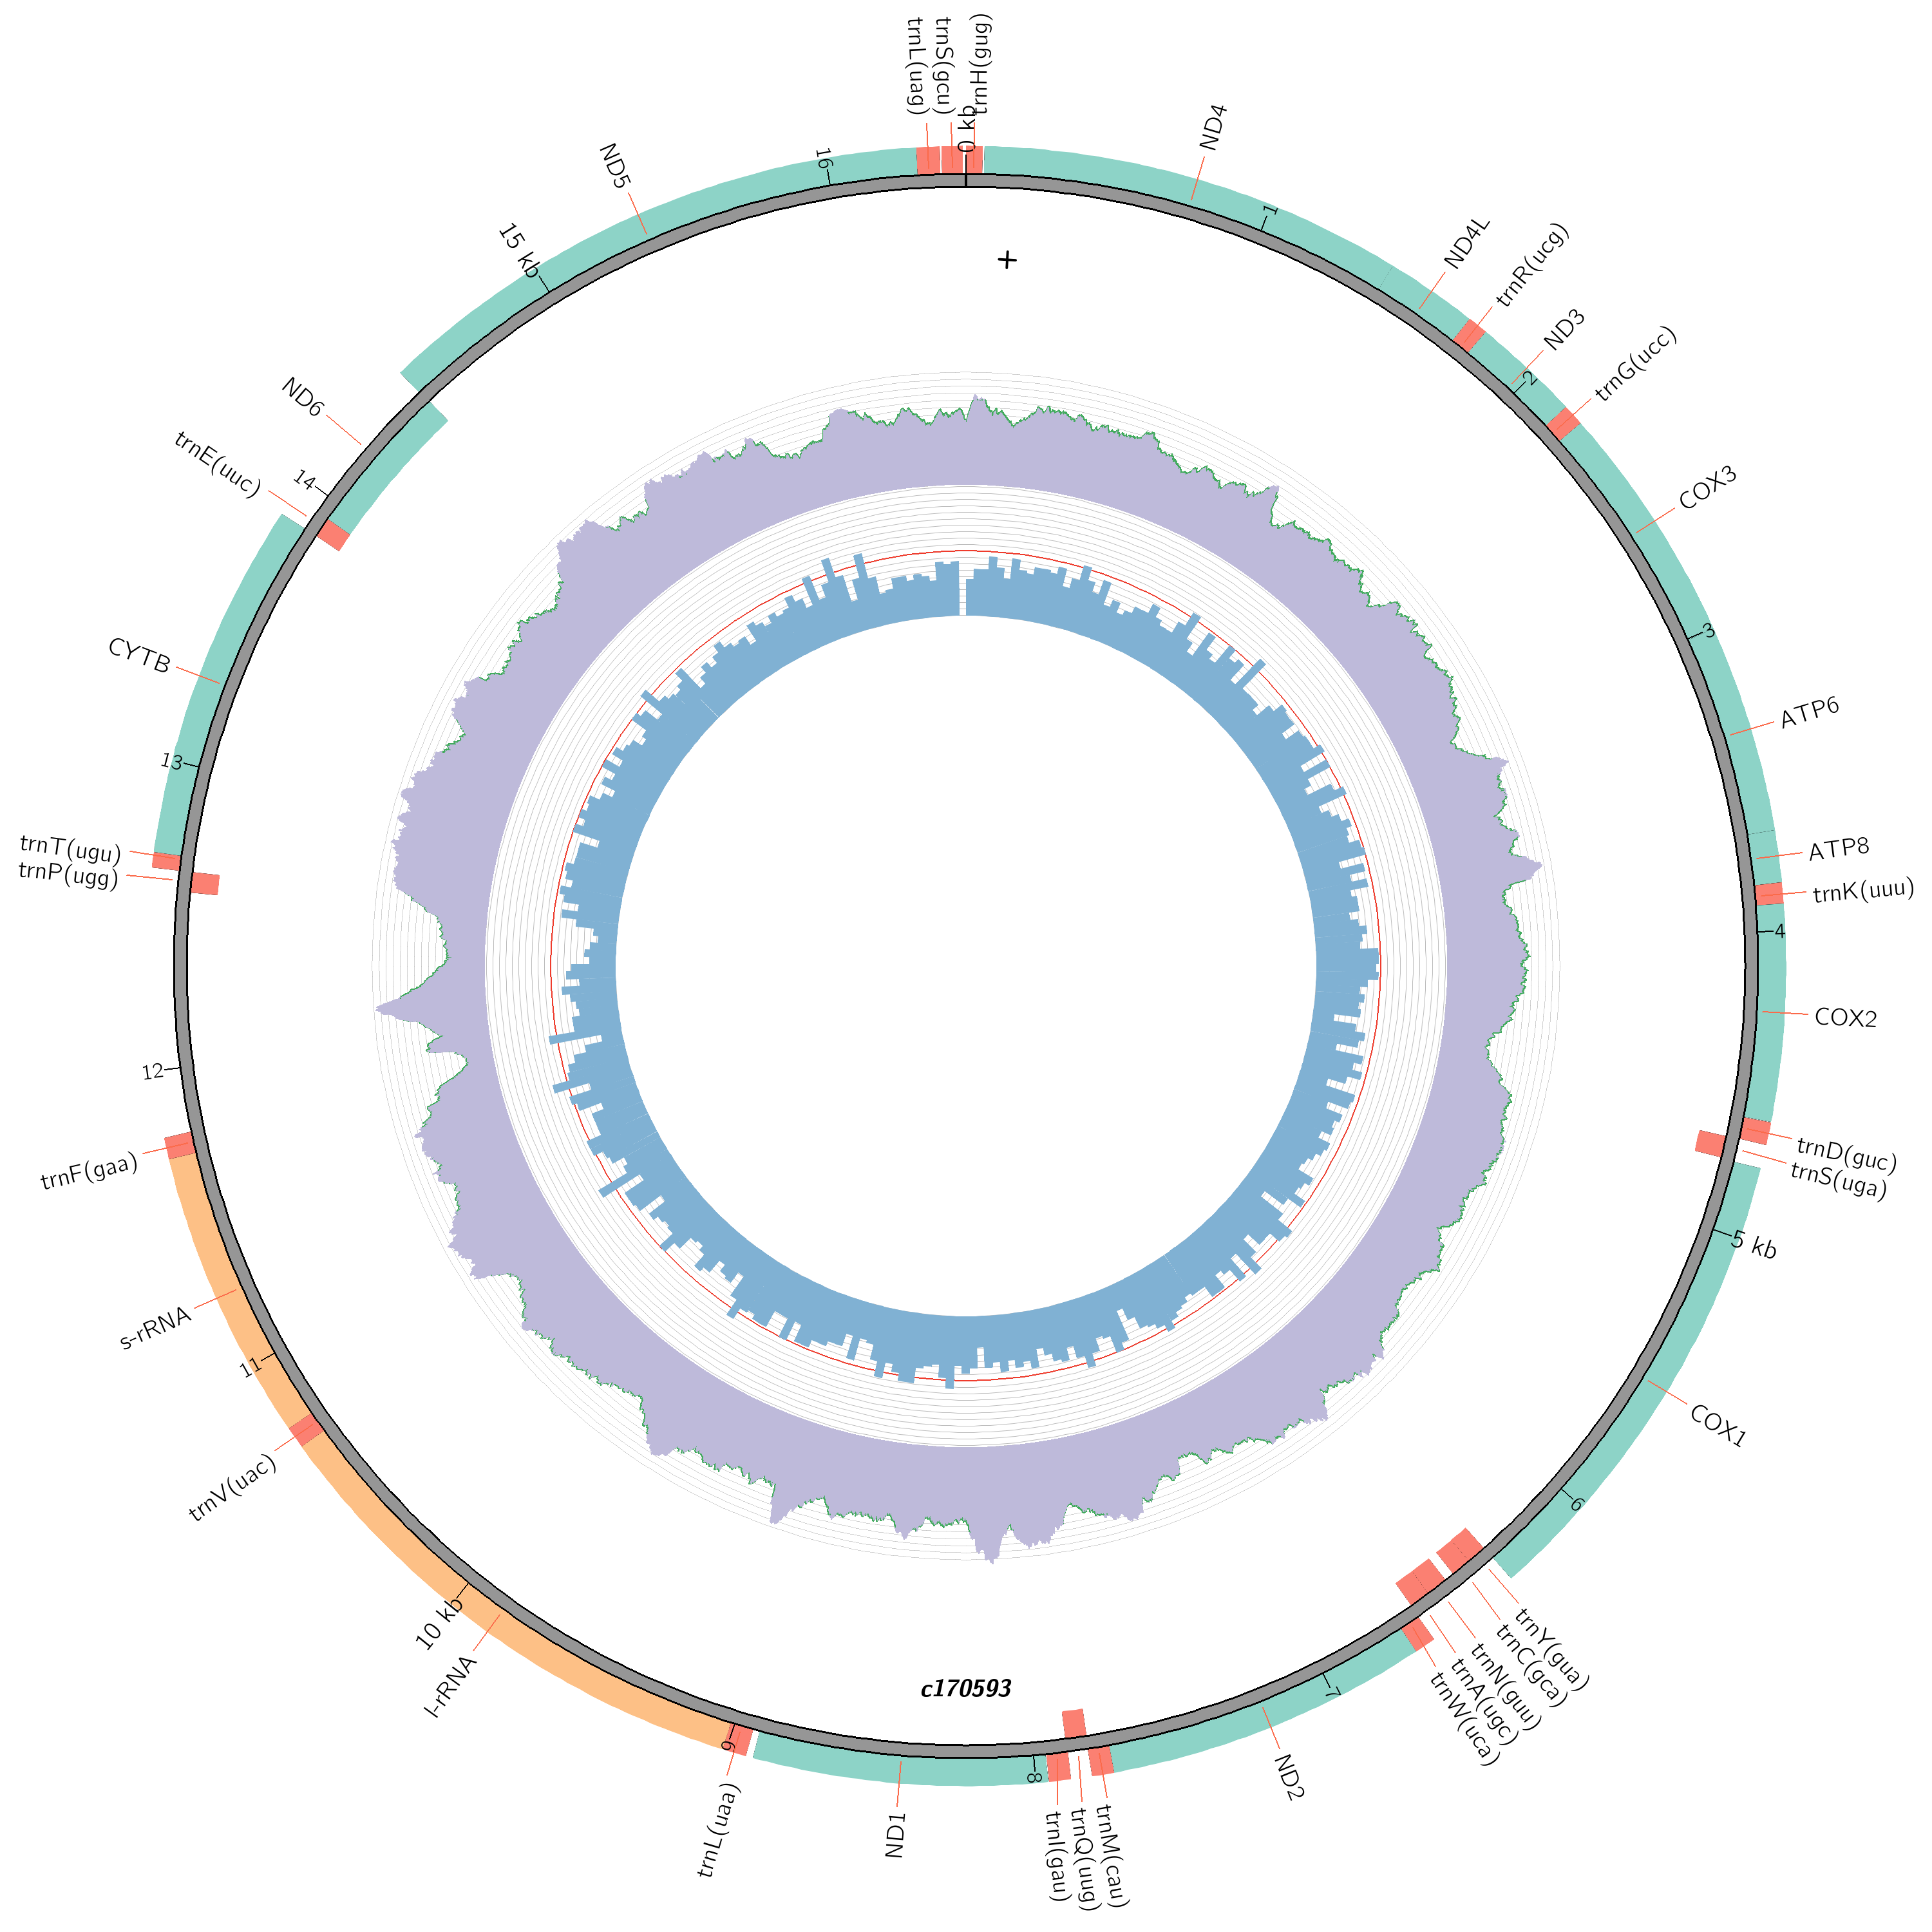 trnL(uag)
trnS(gcu)
trnH(gug)
0 kb
ND4
1
ND4L
trnR(ucg)
ND3
2
trnG(ucc)
COX3
3
ATP6
ATP8
trnK(uuu)
4
COX2
trnD(guc)
trnS(uga)
5 kb
COX1
6
trnY(gua)
trnC(gca)
trnN(guu)
trnA(ugc)
trnW(uca)
7
ND2
trnM(cau)
trnQ(uug)
trnI(gau)
8
ND1
trnL(uaa)
9
l-rRNA
10 kb
trnV(uac)
11
s-rRNA
trnF(gaa)
12
trnP(ugg)
trnT(ugu)
13
CYTB
trnE(uuc)
14
ND6
15 kb
ND5
16
+
c170593